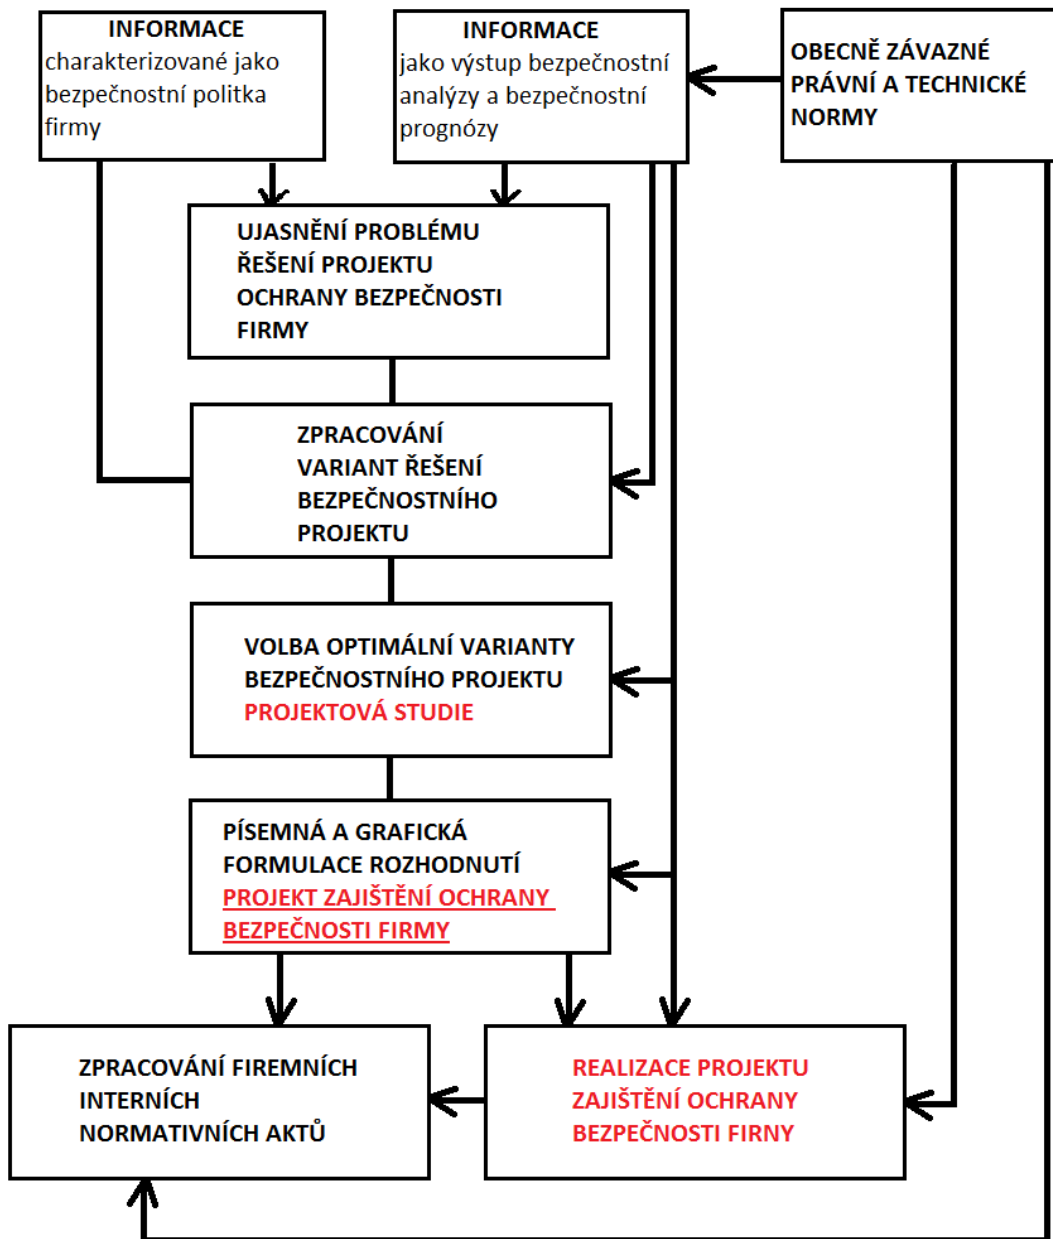 INFORMACE
charakterizované jako
bezpečnostní politka
firmy
INFORMACE
jako výstup bezpečnostní
analýzy a bezpečnostní
prognózy
OBECNĚ ZÁVAZNÉ
PRÁVNÍ A TECHNICKÉ
NORMY
UJASNĚNÍ PROBLÉMU
ŘEŠENÍ PROJEKTU
OCHRANY BEZPEČNOSTI
FIRMY
ZPRACOVÁNÍ
VARIANT ŘEŠENÍ
BEZPEČNOSTNÍHO
PROJEKTU
VOLBA OPTIMÁLNÍ VARIANTY
BEZPEČNOSTNÍHO PROJEKTU
PROJEKTOVÁ STUDIE
PÍSEMNÁ A GRAFICKÁ
FORMULACE ROZHODNUTÍ
PROJEKT ZAJIŠTĚNÍ OCHRANY
BEZPEČNOSTI FIRMY
ZPRACOVÁNÍ FIREMNÍCH
INTERNÍCH
NORMATIVNÍCH AKTŮ
REALIZACE PROJEKTU
ZAJIŠTĚNÍ OCHRANY
BEZPEČNOSTI FIRNY